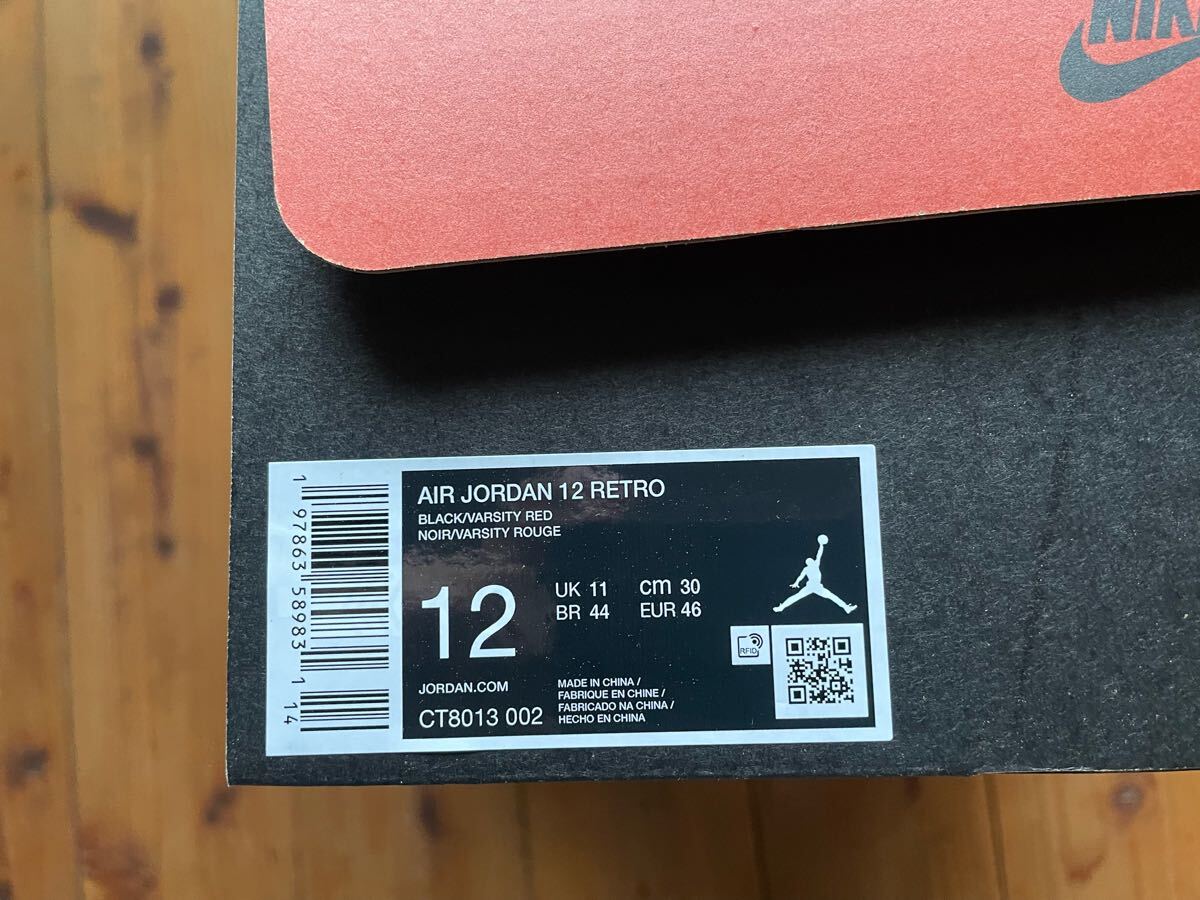 NIK
AIR JORDAN 12 RETRO
BLACK/VARSITY RED
NOIR/VARSITY ROUGE
12
UK 11 cm 30
BR 44 EUR 46
RFID
JORDAN.COM
CT8013 002
MADE IN CHINA /
FABRIQUE EN CHINE /
FABRICADO NA CHINA /
HECHO EN CHINA
1 97863 58983 1 14